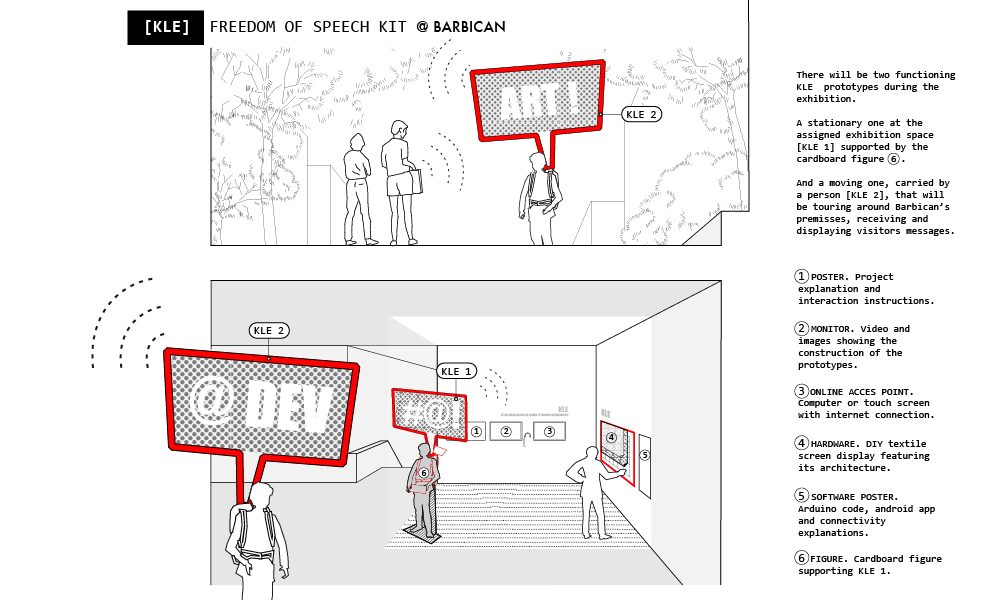 [KLE] FREEDOM OF SPEECH KIT @ BARBICAN
ART!
KLE 2
There will be two functioning
KLE prototypes during the
exhibition.
A stationary one at the
assigned exhibition space
[KLE 1] supported by the
cardboard figure 6.
And a moving one, carried by
a person [KLE 2], that will
be touring around Barbican's
premisses, receiving and
displaying visitors messages.
KLE 2
@ DEV
KLE 1
#@!
KLE
1
2
3
KLE
4
5
6
1 POSTER. Project
explanation and
interaction instructions.
2 MONITOR. Video and
images showing the
construction of the
prototypes.
3 ONLINE ACCES POINT.
Computer or touch screen
with internet connection.
4 HARDWARE. DIY textile
screen display featuring
its architecture.
5 SOFTWARE POSTER.
Arduino code, android app
and connectivity
explanations.
6 FIGURE. Cardboard figure
supporting KLE 1.